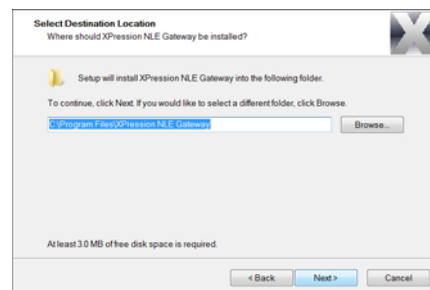 Select Destination Location
Where should XPression NLE Gateway be installed?
Setup will install XPression NLE Gateway into the following folder.
To continue, click Next. If you would like to select a different folder, click Browse.
C:\Program Files\XPression NLE Gateway
Browse...
At least 3.0 MB of free disk space is required.
< Back
Next >
Cancel